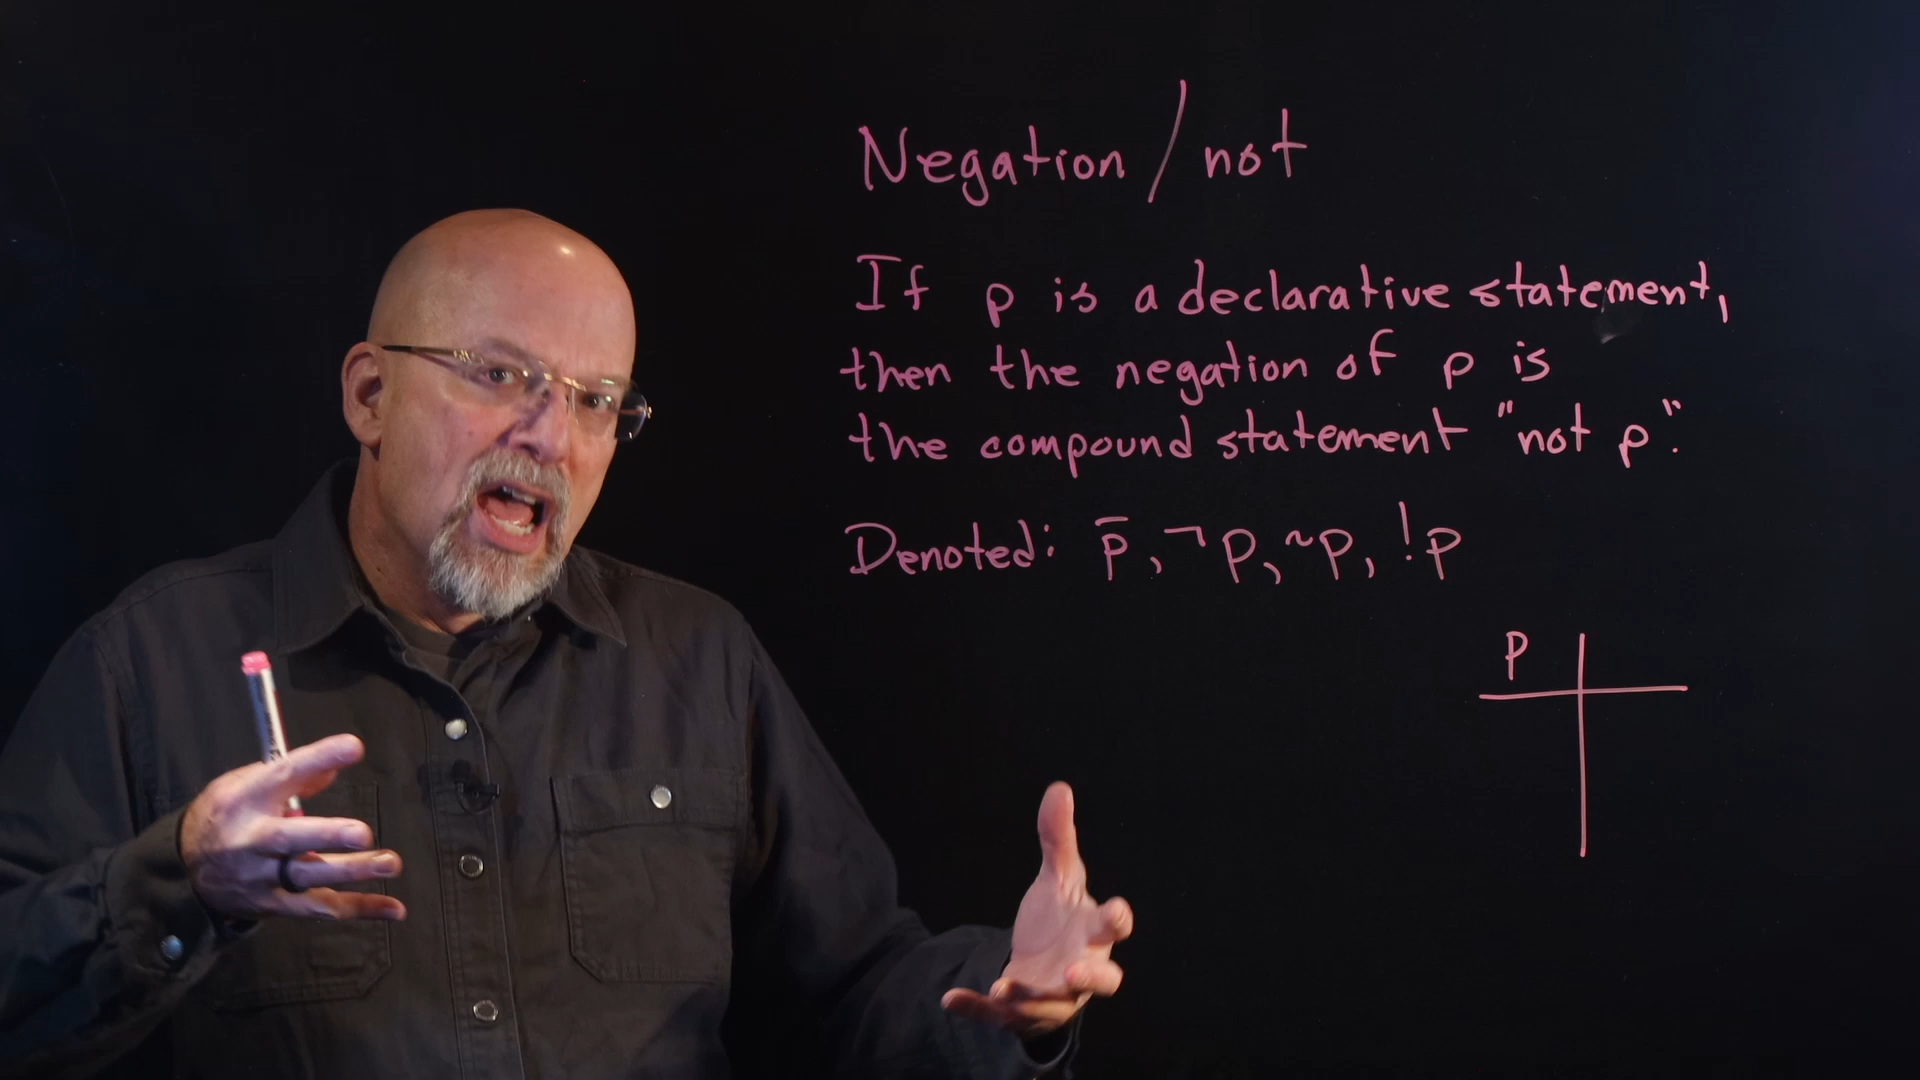 Negation / not
If p is a declarative statement,
then the negation of p is
the compound statement "not p".
Denoted: p̅, ¬p, ~p, !p
P